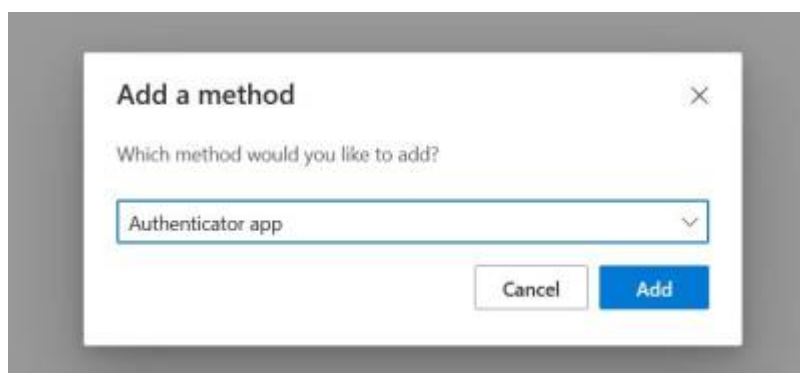 Add a method
Which method would you like to add?
Authenticator app
Cancel Add